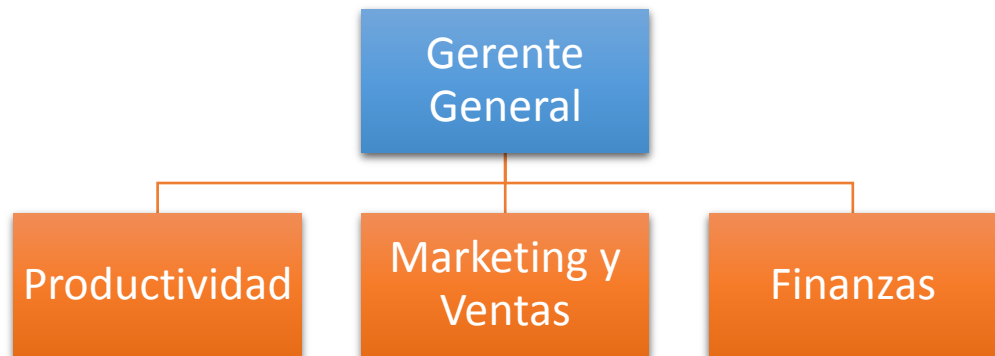 Gerente
General
Productividad
Marketing y
Ventas
Finanzas